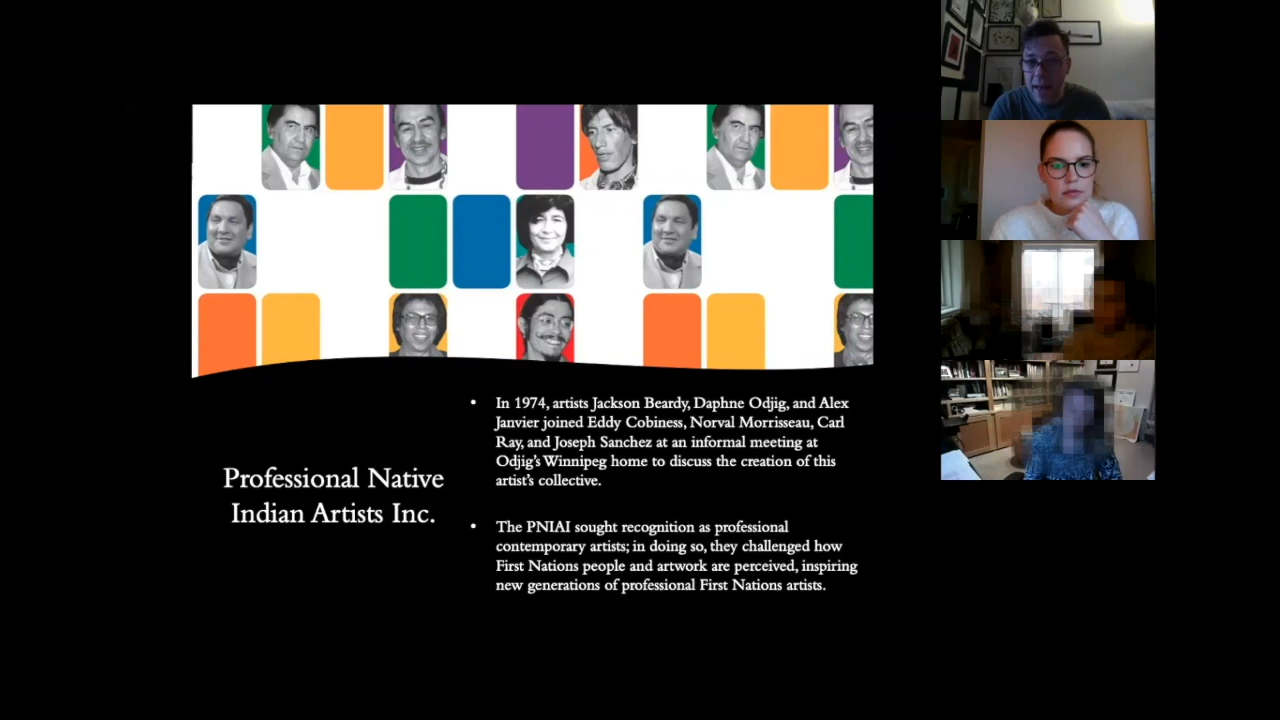 Professional Native
Indian Artists Inc.
• In 1974, artists Jackson Beardy, Daphne Odjig, and Alex
Janvier joined Eddy Cobiness, Norval Morrisseau, Carl
Ray, and Joseph Sanchez at an informal meeting at
Odjig's Winnipeg home to discuss the creation of this
artist's collective.
• The PNIAI sought recognition as professional
contemporary artists; in doing so, they challenged how
First Nations people and artwork are perceived, inspiring
new generations of professional First Nations artists.